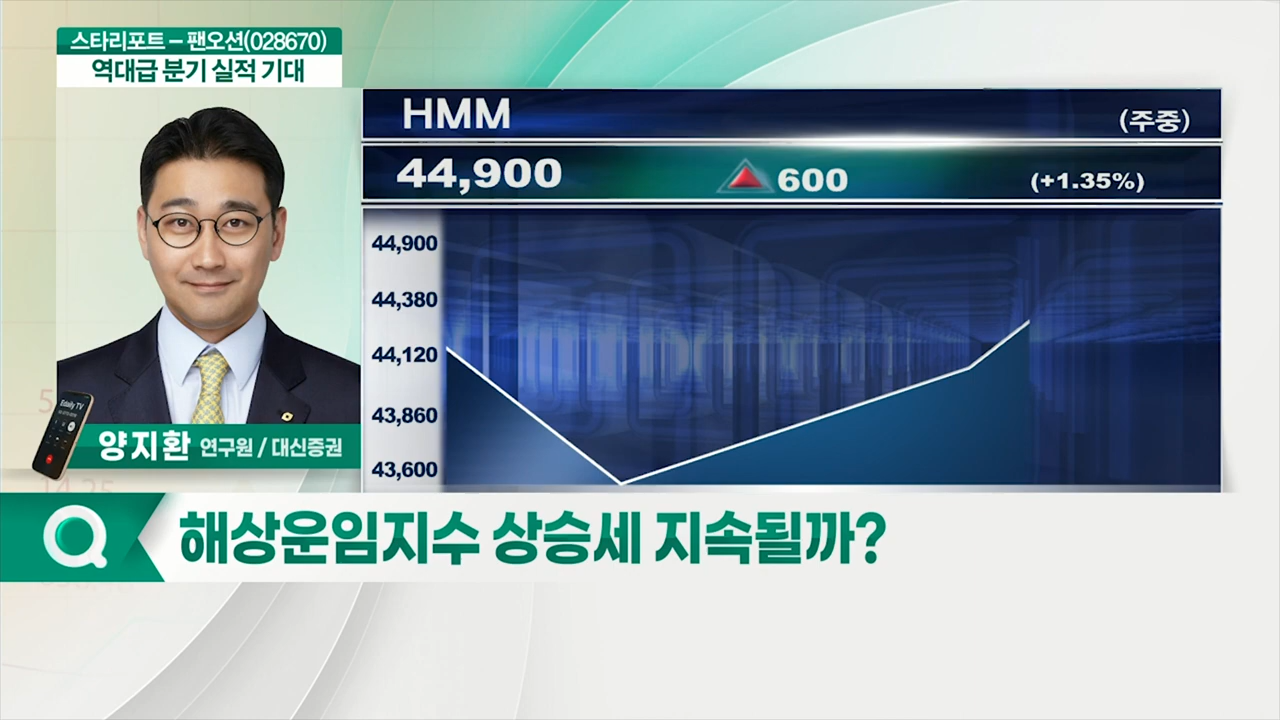 스타리포트 – 팬오션(028670)
역대급 분기 실적 기대
HMM (주중)
44,900 ▲ 600 (+1.35%)
44,900
44,380
44,120
43,860
43,600
Edaily TV
양지환 연구원 / 대신증권
Q 해상운임지수 상승세 지속될까?